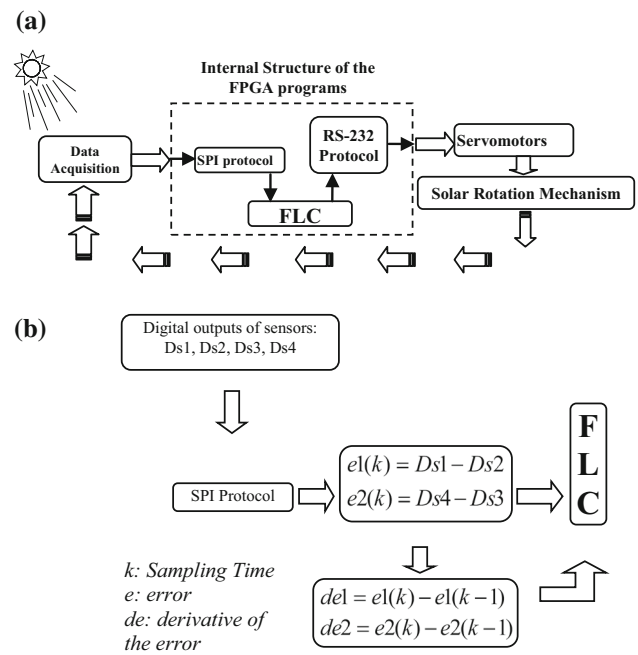 (a)
Internal Structure of the
FPGA programs
Data
Acquisition
SPI protocol
FLC
RS-232
Protocol
Servomotors
Solar Rotation Mechanism
(b)
Digital outputs of sensors:
Ds1, Ds2, Ds3, Ds4
SPI Protocol
e1(k) = Ds1 – Ds2
e2(k) = Ds4 – Ds3
F
L
C
k: Sampling Time
e: error
de: derivative of
the error
de1 = e1(k) – e1(k –1)
de2 = e2(k) – e2(k –1)